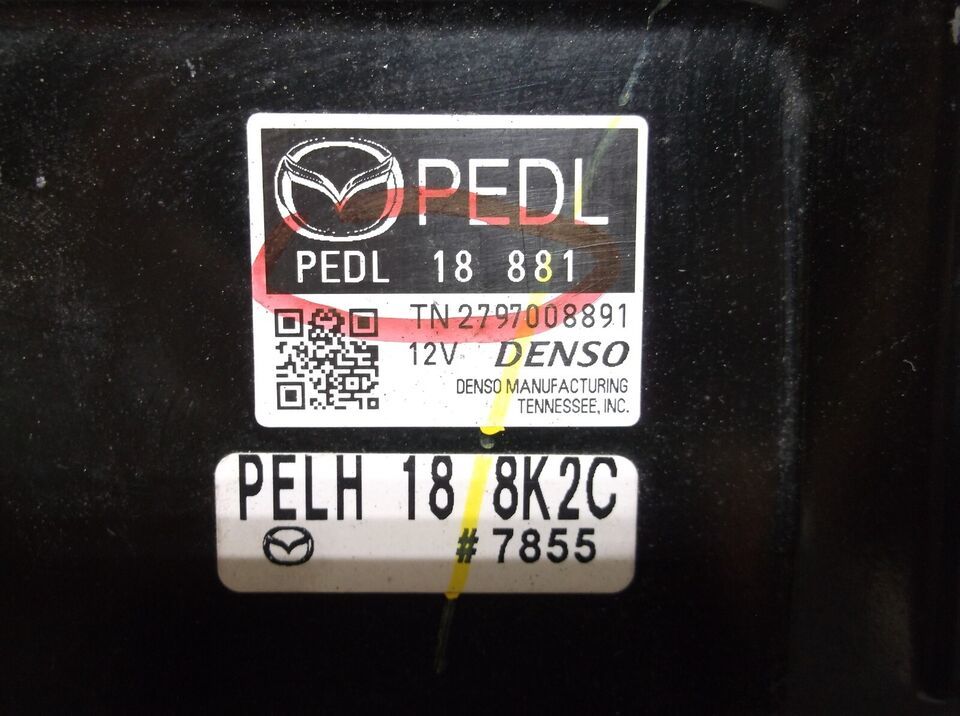 PEDL
PEDL 18 881
TN 2797008891
12V DENSO
DENSO MANUFACTURING
TENNESSEE, INC.
PELH 18 8K2C
# 7855